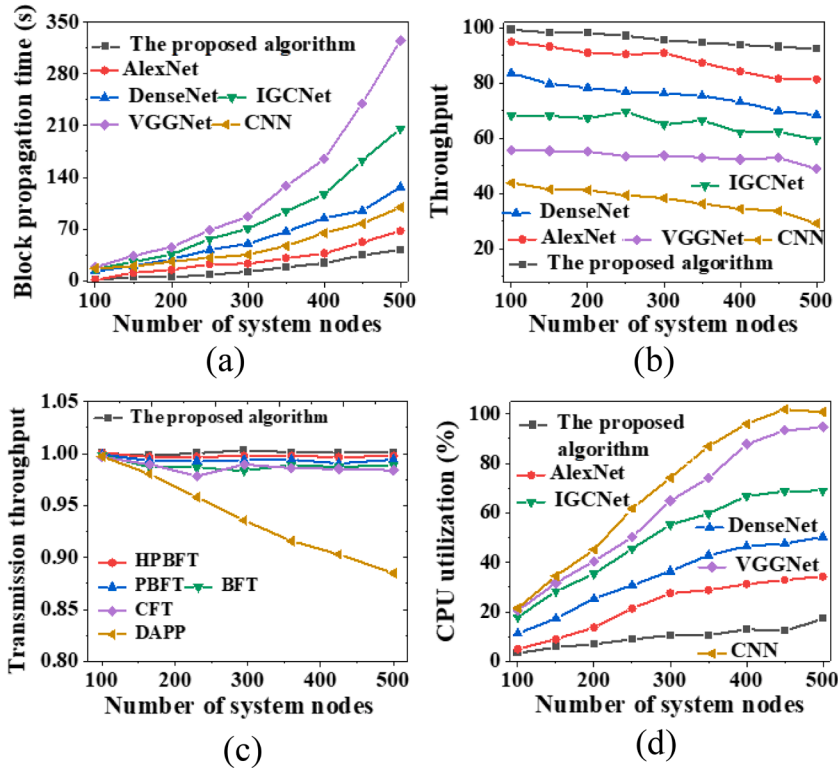 Block propagation time (s)
350
280
210
140
70
0
The proposed algorithm
AlexNet
DenseNet IGCNet
VGGNet CNN
100 200 300 400 500
Number of system nodes
(a)
Throughput
100
80
60
40
20
IGCNet
DenseNet
AlexNet VGGNet CNN
The proposed algorithm
100 200 300 400 500
Number of system nodes
(b)
Transmission throughput
1.05
1.00
0.95
0.90
0.85
0.80
The proposed algorithm
HPBFT
PBFT BFT
CFT
DAPP
100 200 300 400 500
Number of system nodes
(c)
CPU utilization (%)
100
80
60
40
20
0
The proposed
algorithm
AlexNet
IGCNet
DenseNet
VGGNet
CNN
100 200 300 400 500
Number of system nodes
(d)